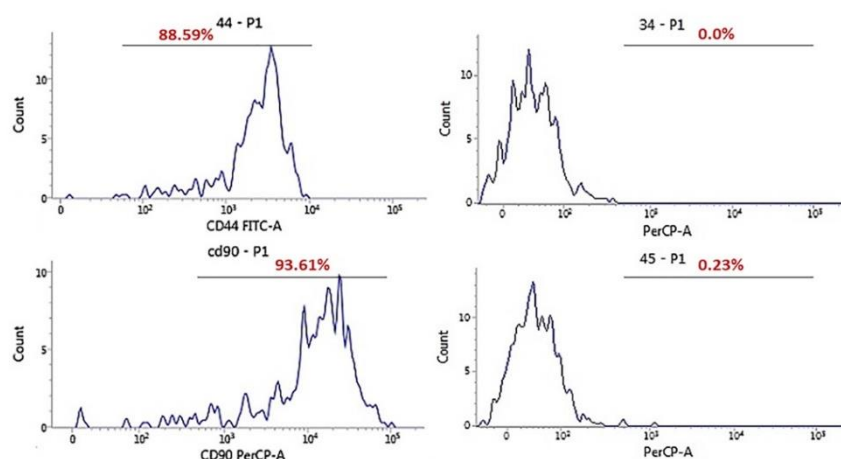 44 - P1
88.59%
Count
10
5
0
0 10² 10³ 10⁴ 10⁵
CD44 FITC-A
34 - P1
0.0%
Count
10
5
0
0 10² 10³ 10⁴ 10⁵
PerCP-A
cd90 - P1
93.61%
Count
10
5
0
0 10² 10³ 10⁴ 10⁵
CD90 PerCP-A
45 - P1
0.23%
Count
10
5
0
0 10² 10³ 10⁴ 10⁵
PerCP-A